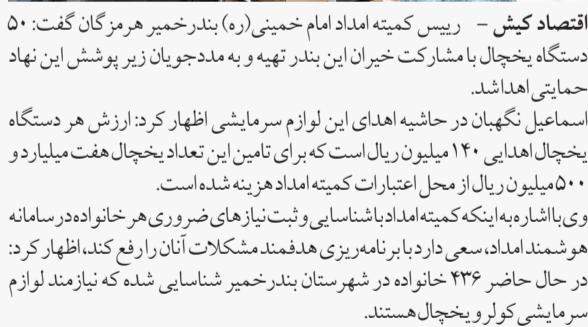 اقتصاد کیش – رییس کمیته امداد امام خمینی(ره) بندرخمیر هرمزگان گفت: ۵۰
دستگاه یخچال با مشارکت خیران این بندر تهیه و به مددجویان زیر پوشش این نهاد
حمایتی اهدا شد.
اسماعیل نگهبان در حاشیه اهدای این لوازم سرمایشی اظهار کرد: ارزش هر دستگاه
یخچال اهدایی ۱۴۰ میلیون ریال است که برای تامین این تعداد یخچال هفت میلیارد و
۵۰۰ میلیون ریال از محل اعتبارات کمیته امداد هزینه شده است.
وی با اشاره به اینکه کمیته امداد با شناسایی و ثبت نیازهای ضروری هر خانواده در سامانه
هوشمند امداد، سعی دارد با برنامه‌ریزی هدفمند مشکلات آنان را رفع کند، اظهار کرد:
در حال حاضر ۴۳۶ خانواده در شهرستان بندرخمیر شناسایی شده که نیازمند لوازم
سرمایشی کولر و یخچال هستند.